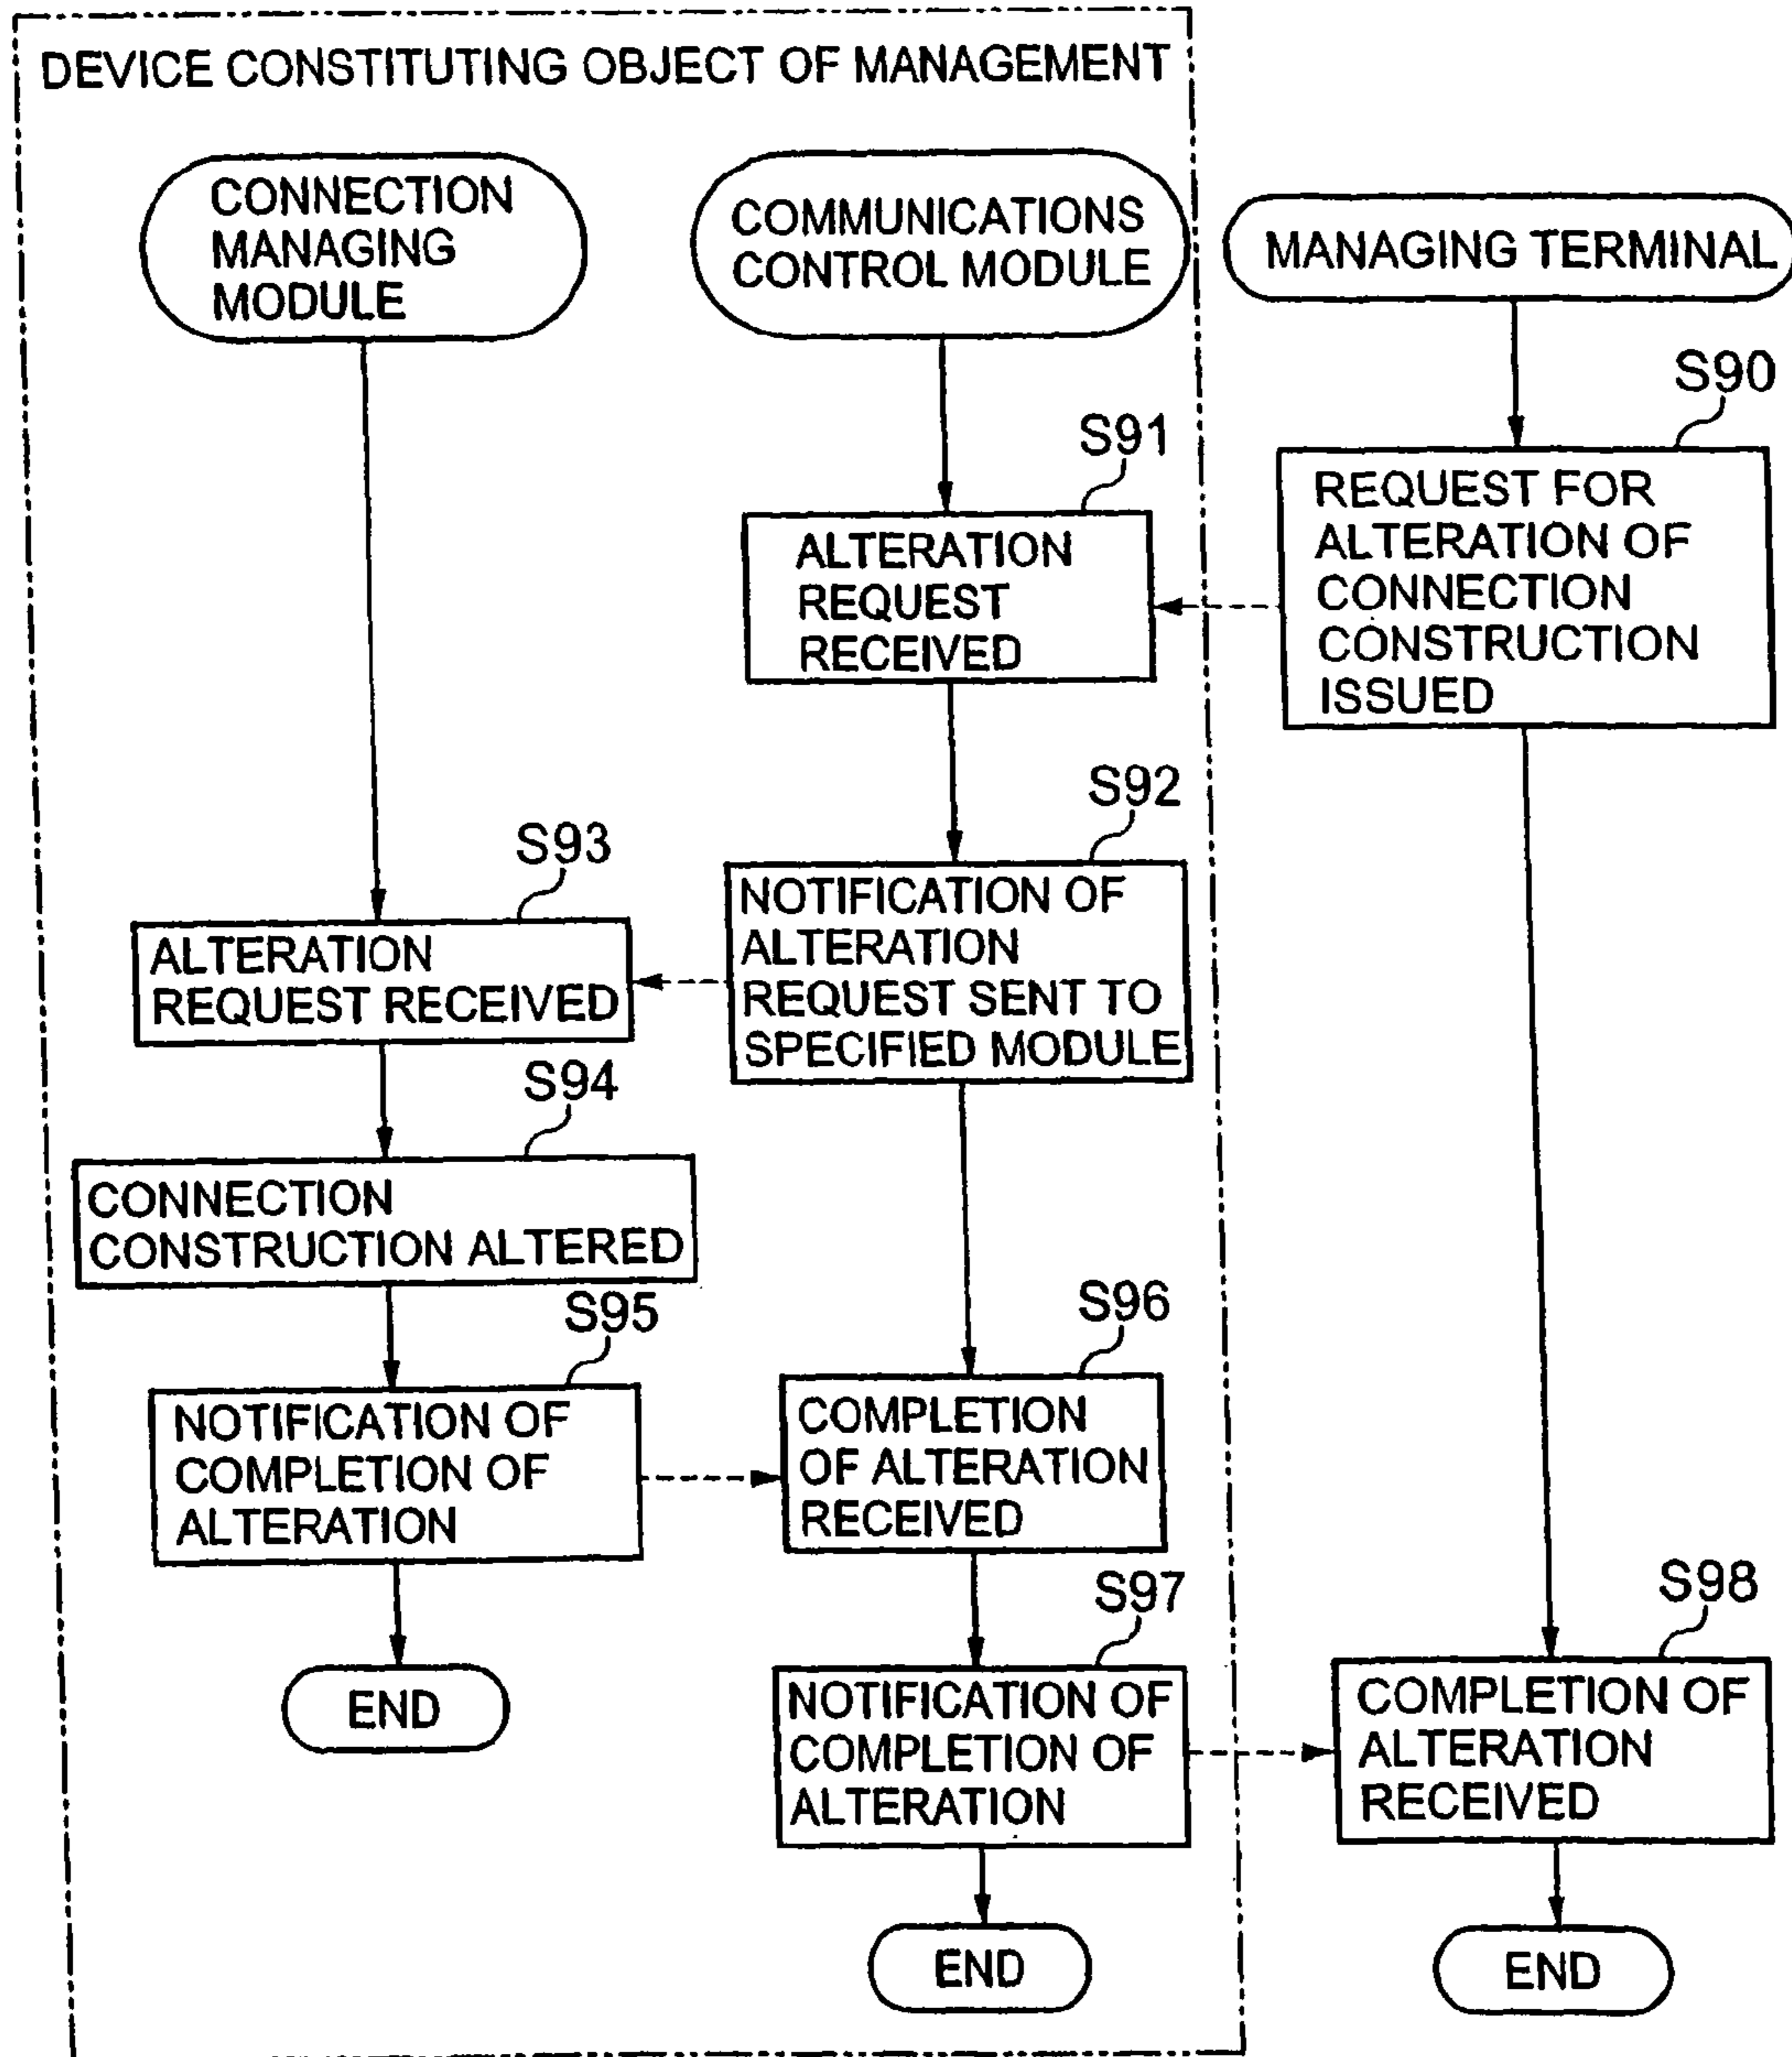 DEVICE CONSTITUTING OBJECT OF MANAGEMENT
CONNECTION
MANAGING
MODULE
COMMUNICATIONS
CONTROL MODULE
MANAGING TERMINAL
S90
REQUEST FOR
ALTERATION OF
CONNECTION
CONSTRUCTION
ISSUED
S91
ALTERATION
REQUEST
RECEIVED
S92
NOTIFICATION OF
ALTERATION
REQUEST SENT TO
SPECIFIED MODULE
S93
ALTERATION
REQUEST RECEIVED
S94
CONNECTION
CONSTRUCTION ALTERED
S95
NOTIFICATION OF
COMPLETION OF
ALTERATION
S96
COMPLETION
OF ALTERATION
RECEIVED
S97
NOTIFICATION OF
COMPLETION OF
ALTERATION
S98
COMPLETION OF
ALTERATION
RECEIVED
END
END
END